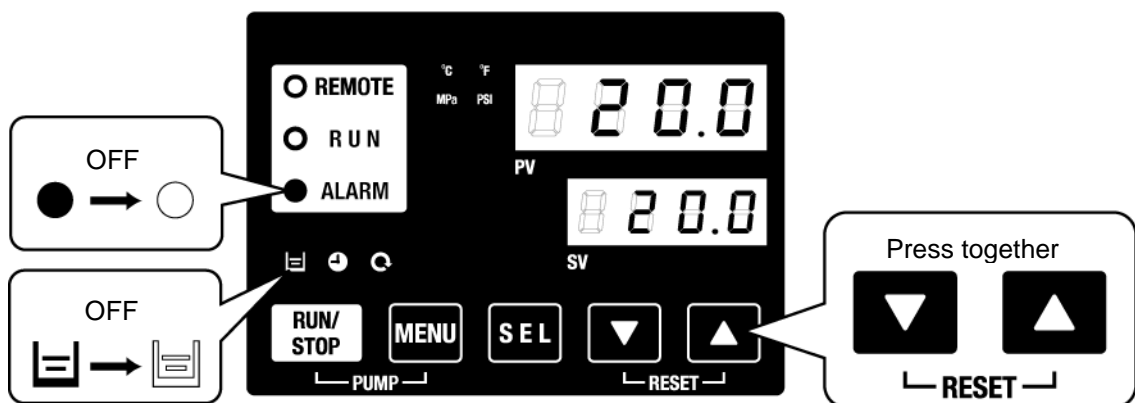 OFF
OFF
REMOTE
RUN
ALARM
°C °F
MPa PSI
20.0
PV
20.0
SV
RUN/
STOP
MENU
SEL
PUMP
RESET
Press together
RESET